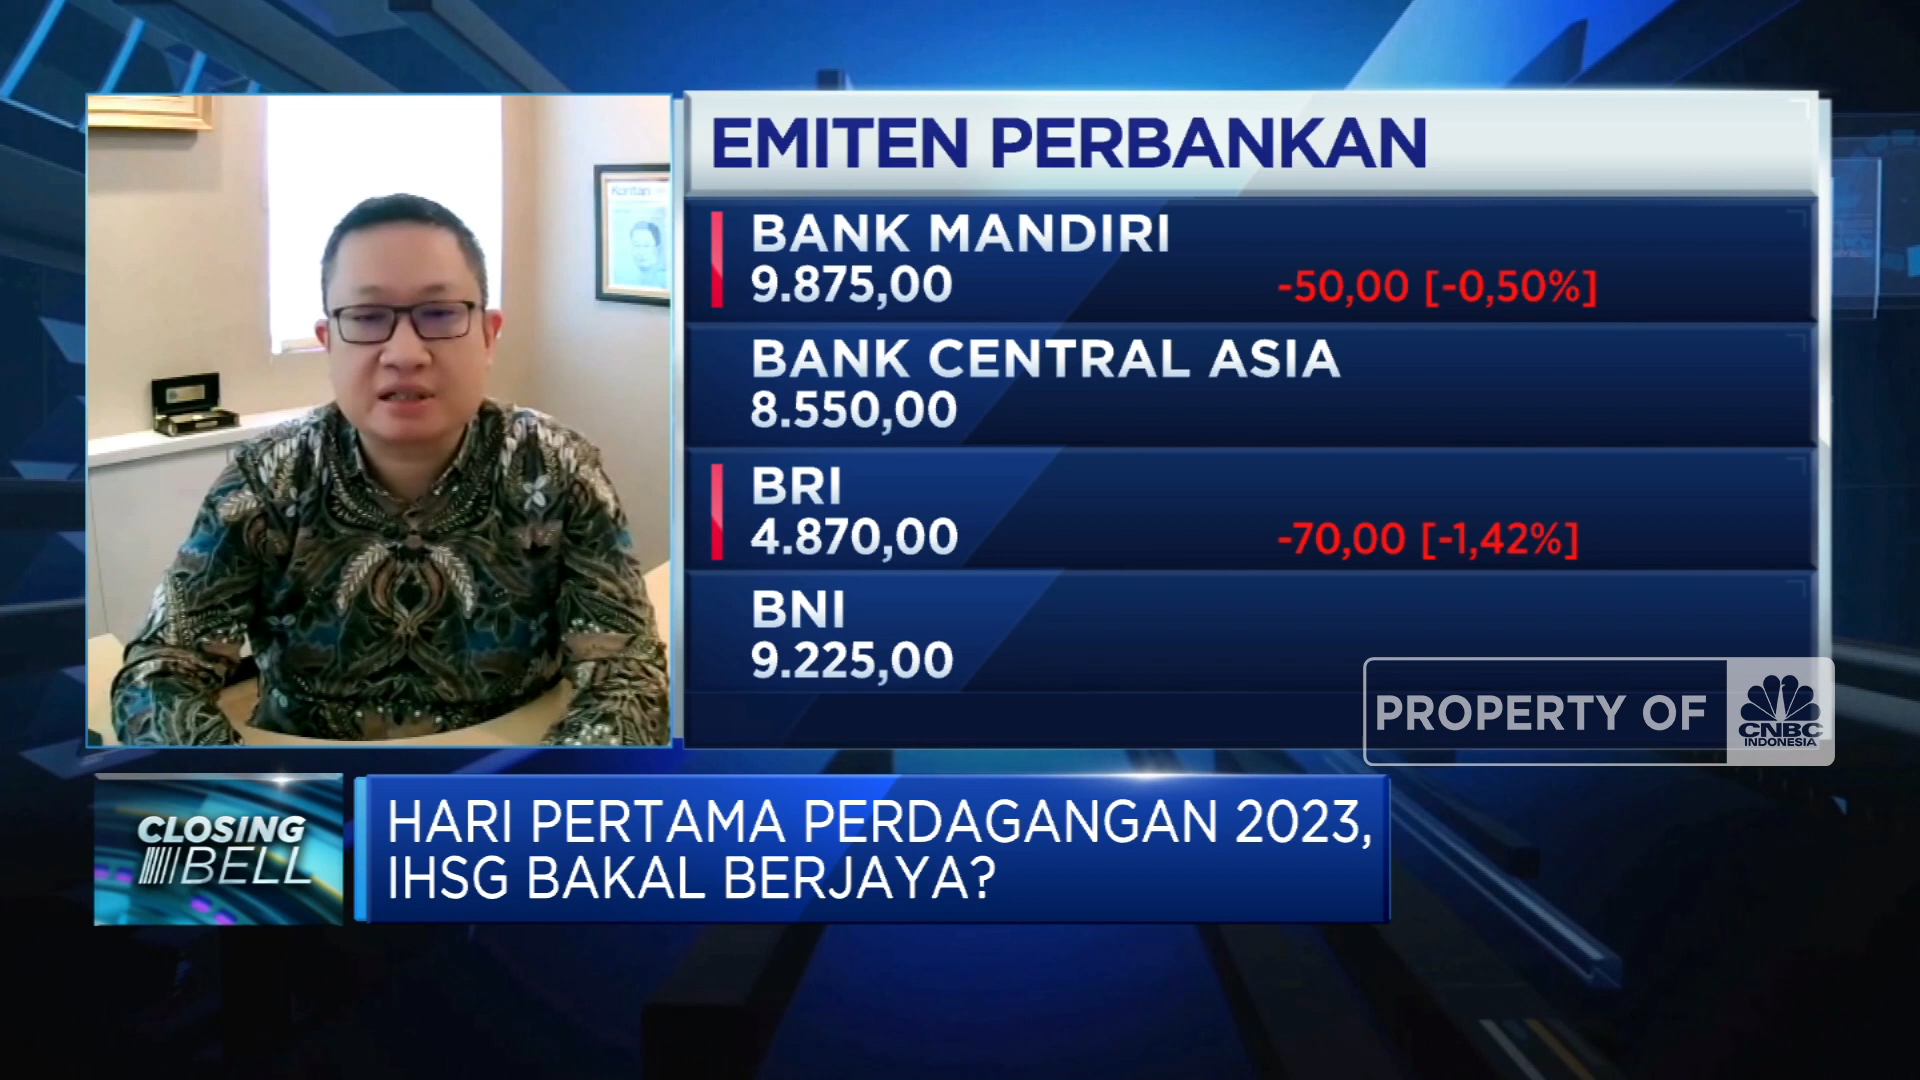 EMITEN PERBANKAN
BANK MANDIRI
9.875,00 -50,00 [-0,50%]
BANK CENTRAL ASIA
8.550,00
BRI
4.870,00 -70,00 [-1,42%]
BNI
9.225,00
Kontan
PROPERTY OF
CNBC
INDONESIA
CLOSING
BELL
HARI PERTAMA PERDAGANGAN 2023,
IHSG BAKAL BERJAYA?